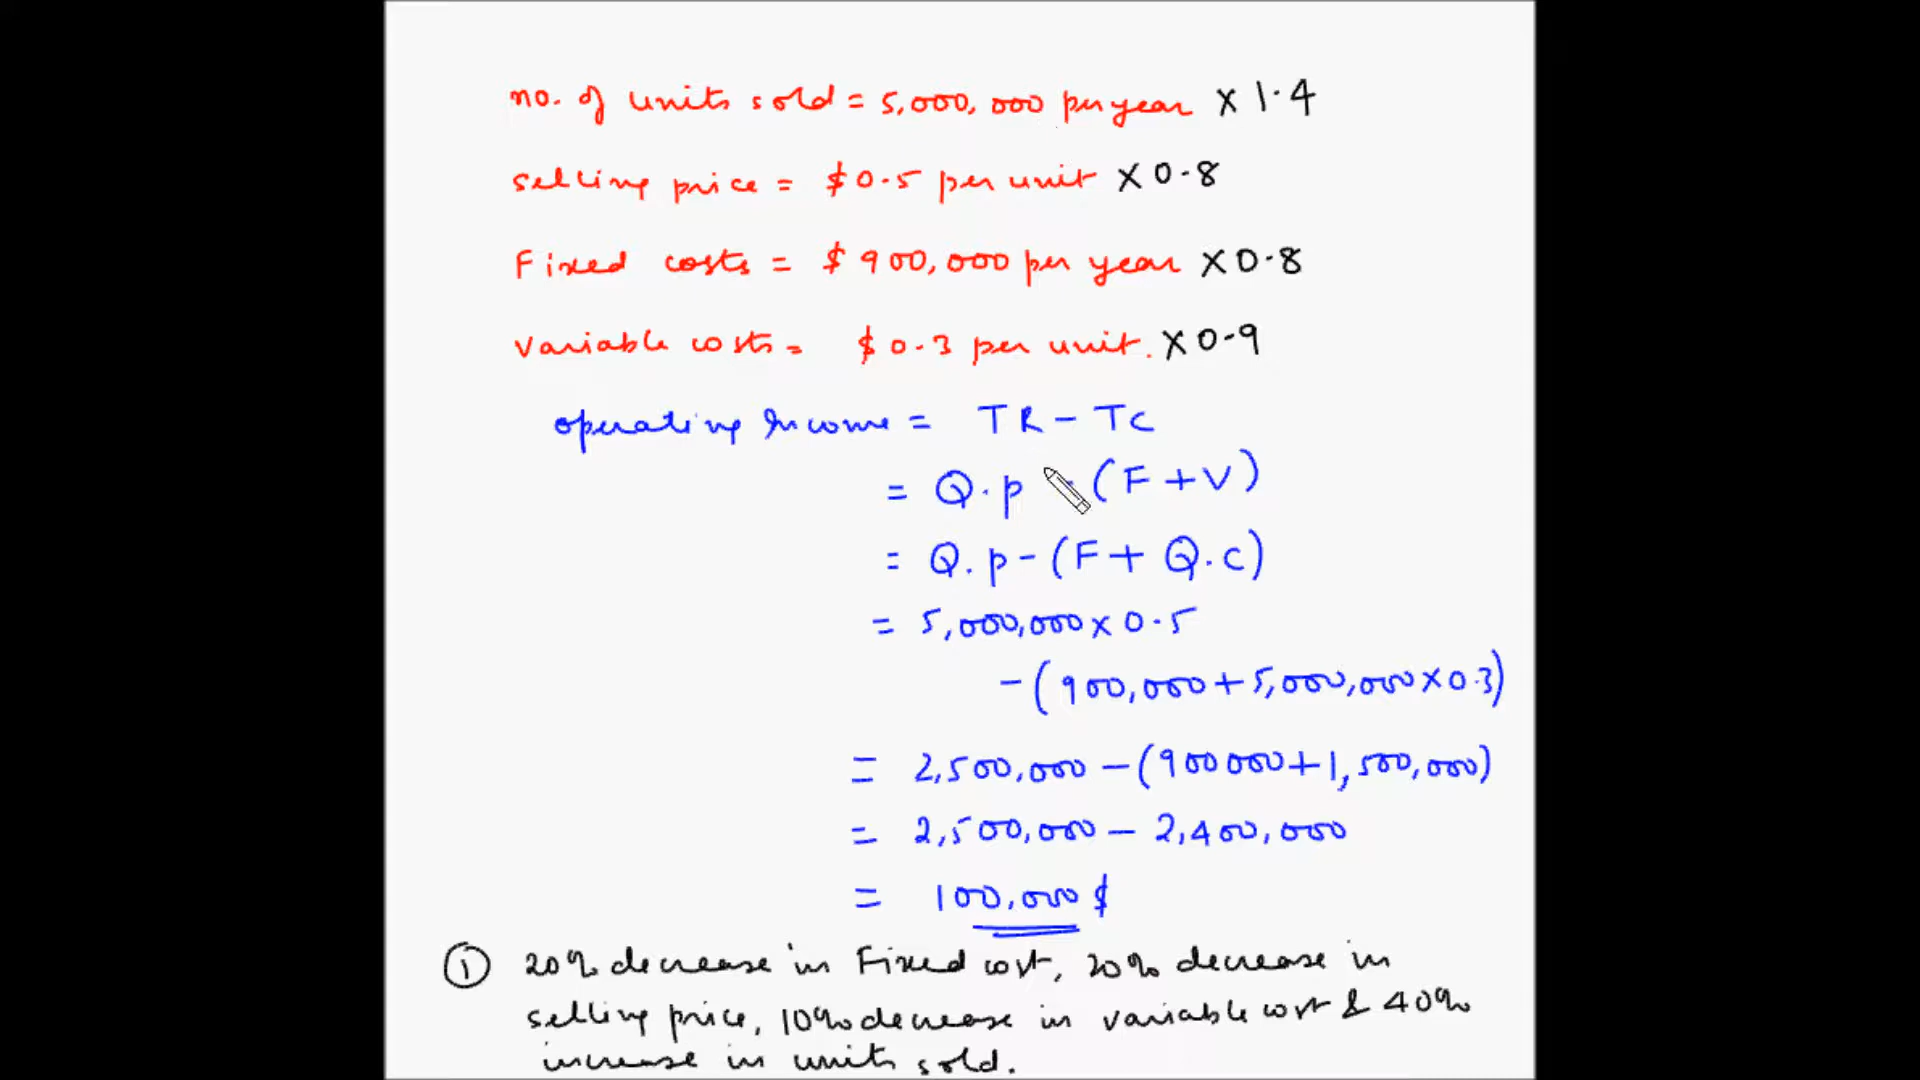 no. of units sold = 5,000,000 per year × 1.4
selling price = $0.5 per unit × 0.8
Fixed costs = $900,000 per year × 0.8
variable costs = $0.3 per unit. × 0.9
operating Income = TR - TC
= Q.p - (F + V)
= Q.p - (F + Q.c)
= 5,000,000 × 0.5
- (900,000 + 5,000,000 × 0.3)
= 2,500,000 - (900000 + 1,500,000)
= 2,500,000 - 2,400,000
= 100,000 $
① 20% decrease in Fixed cost, 20% decrease in
selling price, 10% decrease in variable cost & 40%
increase in units sold.